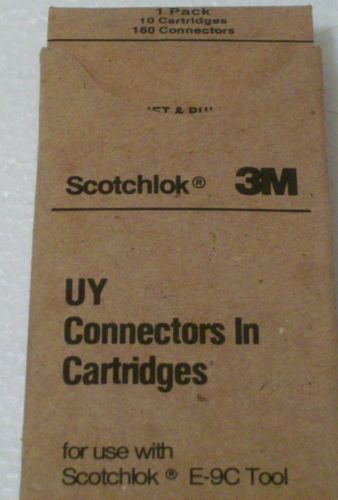 1 Pack
10 Cartridges
160 Connectors
Scotchlok® 3M
UY
Connectors In
Cartridges
for use with
Scotchlok® E-9C Tool